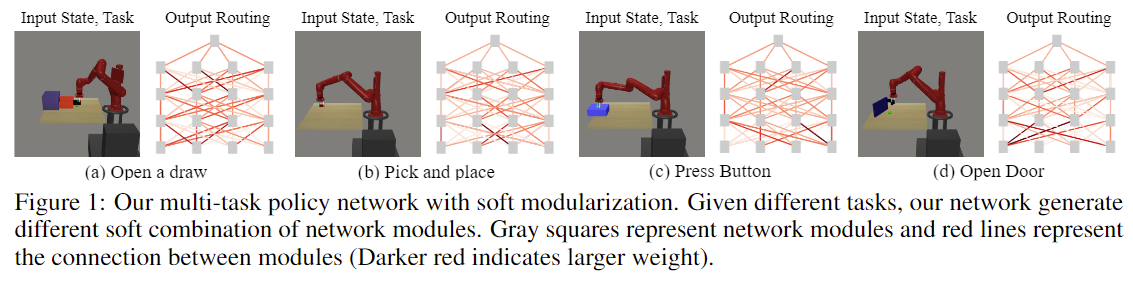 Input State, Task Output Routing Input State, Task Output Routing Input State, Task Output Routing Input State, Task Output Routing
(a) Open a draw (b) Pick and place (c) Press Button (d) Open Door
Figure 1: Our multi-task policy network with soft modularization. Given different tasks, our network generate
different soft combination of network modules. Gray squares represent network modules and red lines represent
the connection between modules (Darker red indicates larger weight).